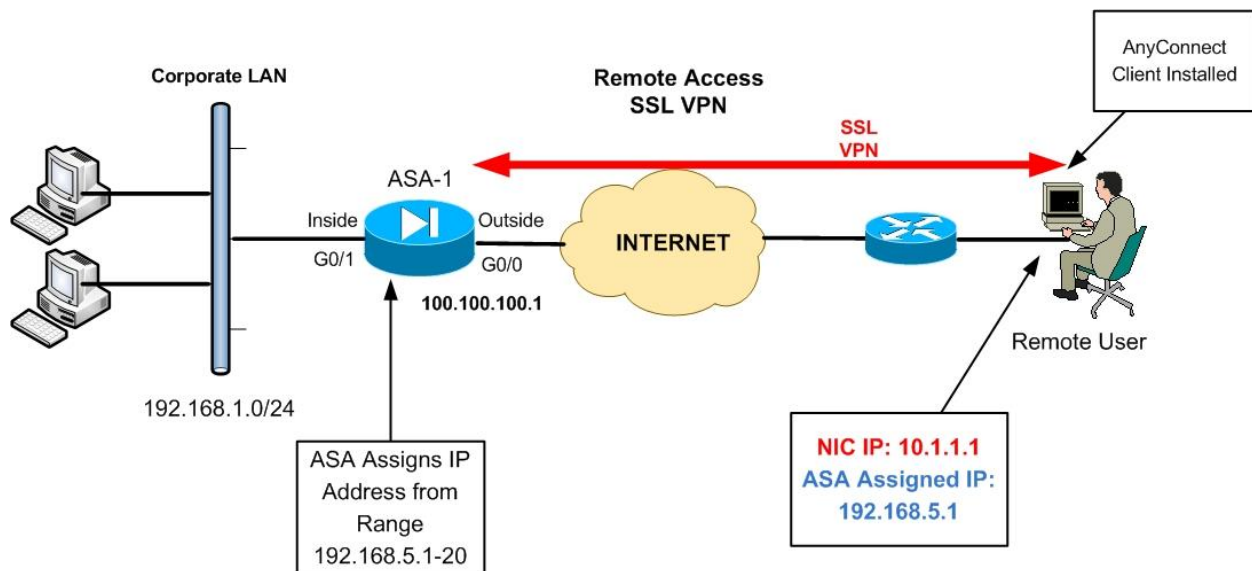 AnyConnect
Client Installed
Corporate LAN
Remote Access
SSL VPN
SSL
VPN
ASA-1
Inside
Outside
INTERNET
G0/1
G0/0
100.100.100.1
Remote User
192.168.1.0/24
ASA Assigns IP
Address from
Range
192.168.5.1-20
NIC IP: 10.1.1.1
ASA Assigned IP:
192.168.5.1